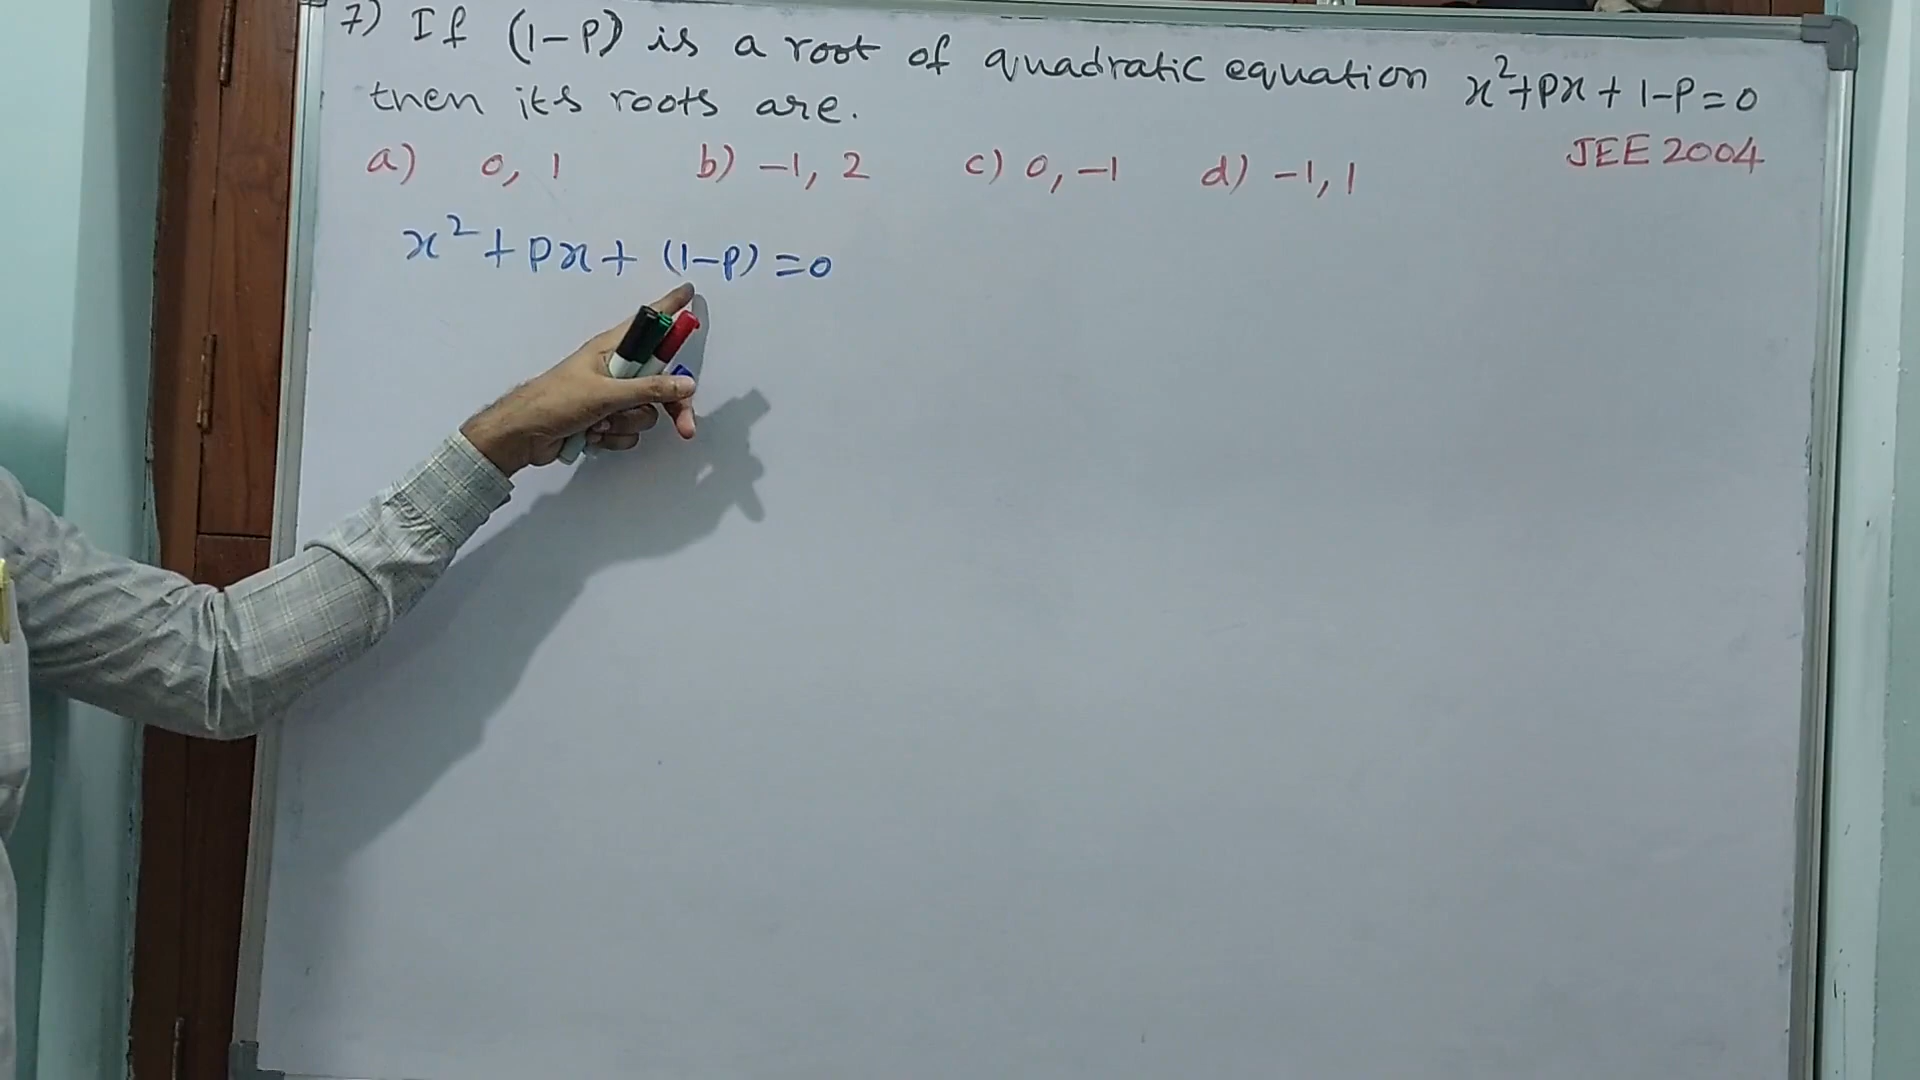 7) If (1-P) is a root of quadratic equation x²+Px+1-P=0
then its roots are.
JEE 2004
a) 0, 1 b) -1, 2 c) 0, -1 d) -1, 1
x²+px+(1-p)=0